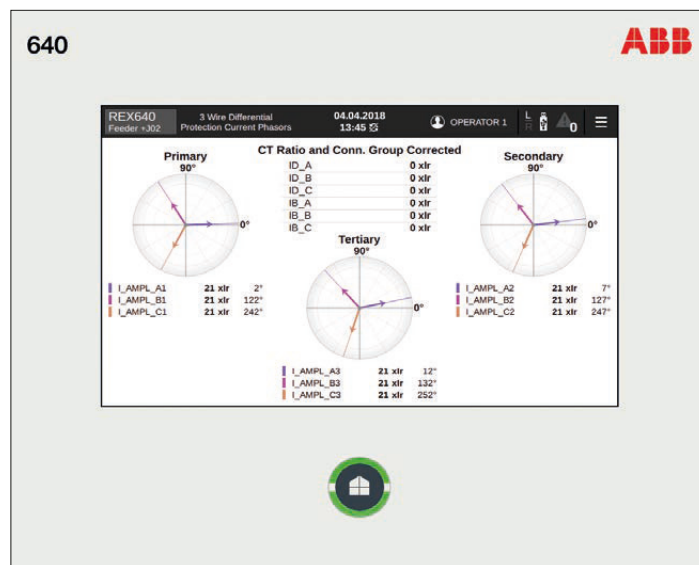 640
ABB
REX640
Feeder +J02
3 Wire Differential
Protection Current Phasors
04.04.2018
13:45
OPERATOR 1
L
R
0
CT Ratio and Conn. Group Corrected
ID_A 0 xIr
ID_B 0 xIr
ID_C 0 xIr
IB_A 0 xIr
IB_B 0 xIr
IB_C 0 xIr
Primary
90°
0°
I_AMPL_A1 21 xIr 2°
I_AMPL_B1 21 xIr 122°
I_AMPL_C1 21 xIr 242°
Tertiary
90°
0°
I_AMPL_A3 21 xIr 12°
I_AMPL_B3 21 xIr 132°
I_AMPL_C3 21 xIr 252°
Secondary
90°
0°
I_AMPL_A2 21 xIr 7°
I_AMPL_B2 21 xIr 127°
I_AMPL_C2 21 xIr 247°